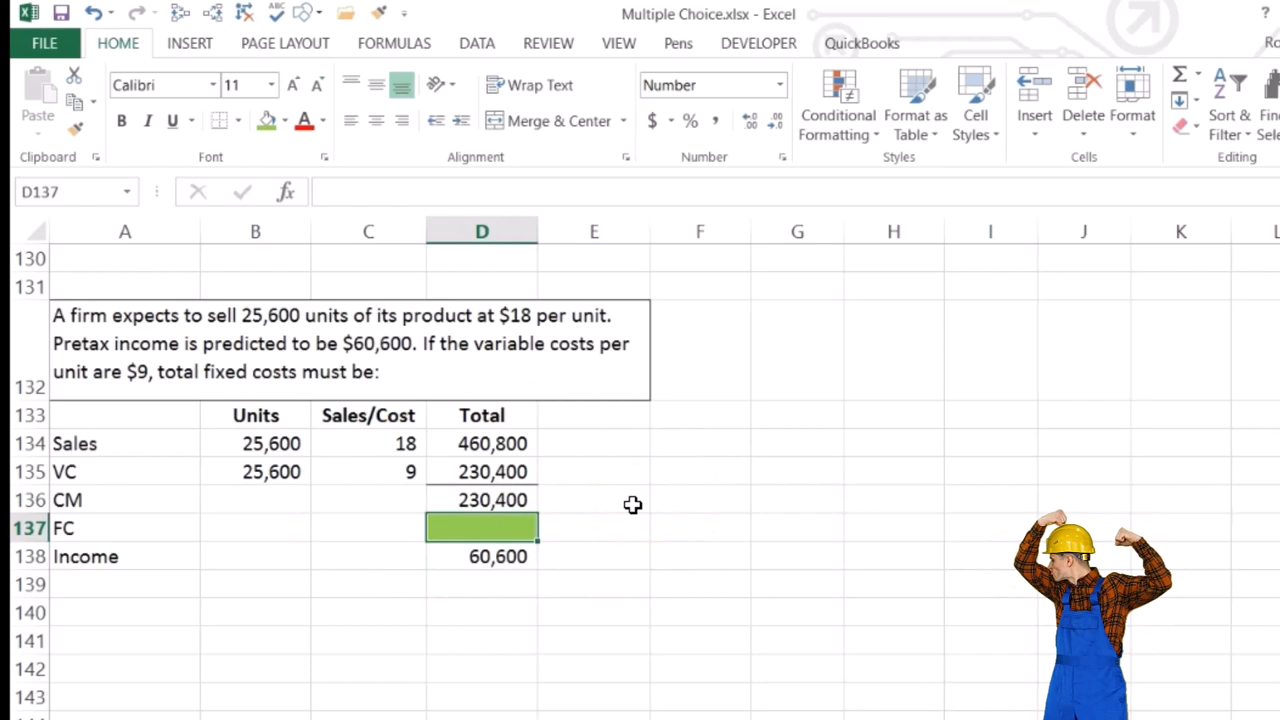 Multiple Choice.xlsx - Excel
?
FILE HOME INSERT PAGE LAYOUT FORMULAS DATA REVIEW VIEW Pens DEVELOPER QuickBooks
Calibri 11 Wrap Text Number
Paste B I U Merge & Center $ % , Conditional Formatting Format as Table Cell Styles Insert Delete Format Sort & Filter
Clipboard Font Alignment Number Styles Cells Editing
D137 fx
A B C D E F G H I J K L
130
131
A firm expects to sell 25,600 units of its product at $18 per unit.
Pretax income is predicted to be $60,600. If the variable costs per
132 unit are $9, total fixed costs must be:
133 Units Sales/Cost Total
134 Sales 25,600 18 460,800
135 VC 25,600 9 230,400
136 CM 230,400
137 FC
138 Income 60,600
139
140
141
142
143